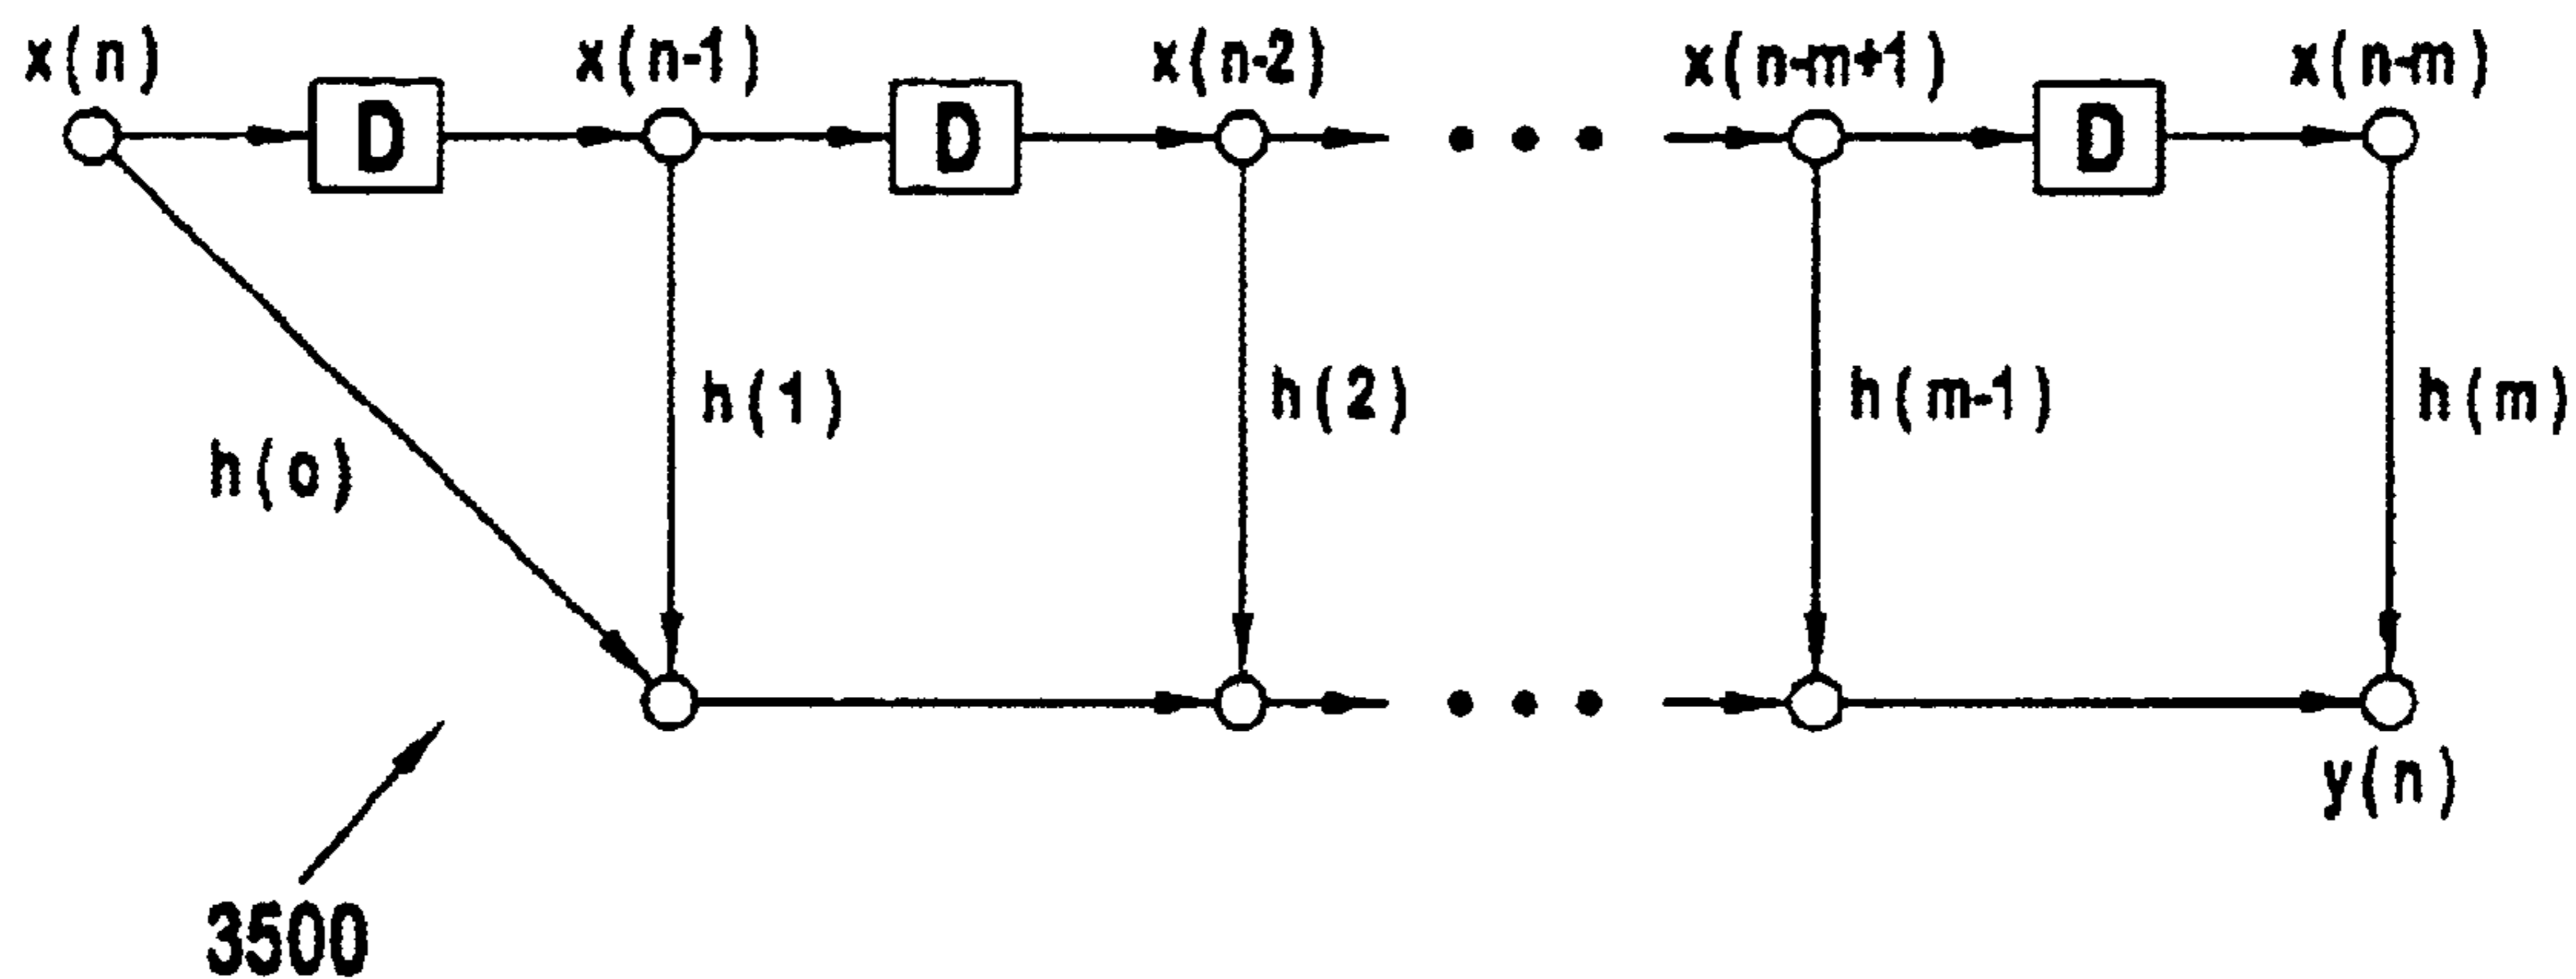 x(n) x(n-1) x(n-2) x(n-m+1) x(n-m)
D D D
h(1) h(2) h(m-1) h(m)
h(o)
y(n)
3500